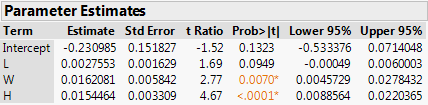 Parameter Estimates
Term Estimate Std Error t Ratio Prob>|t| Lower 95% Upper 95%
Intercept -0.230985 0.151827 -1.52 0.1323 -0.533376 0.0714048
L 0.0027553 0.001629 1.69 0.0949 -0.00049 0.0060003
W 0.0162081 0.005842 2.77 0.0070* 0.0045729 0.0278432
H 0.0154464 0.003309 4.67 <.0001* 0.0088564 0.0220365